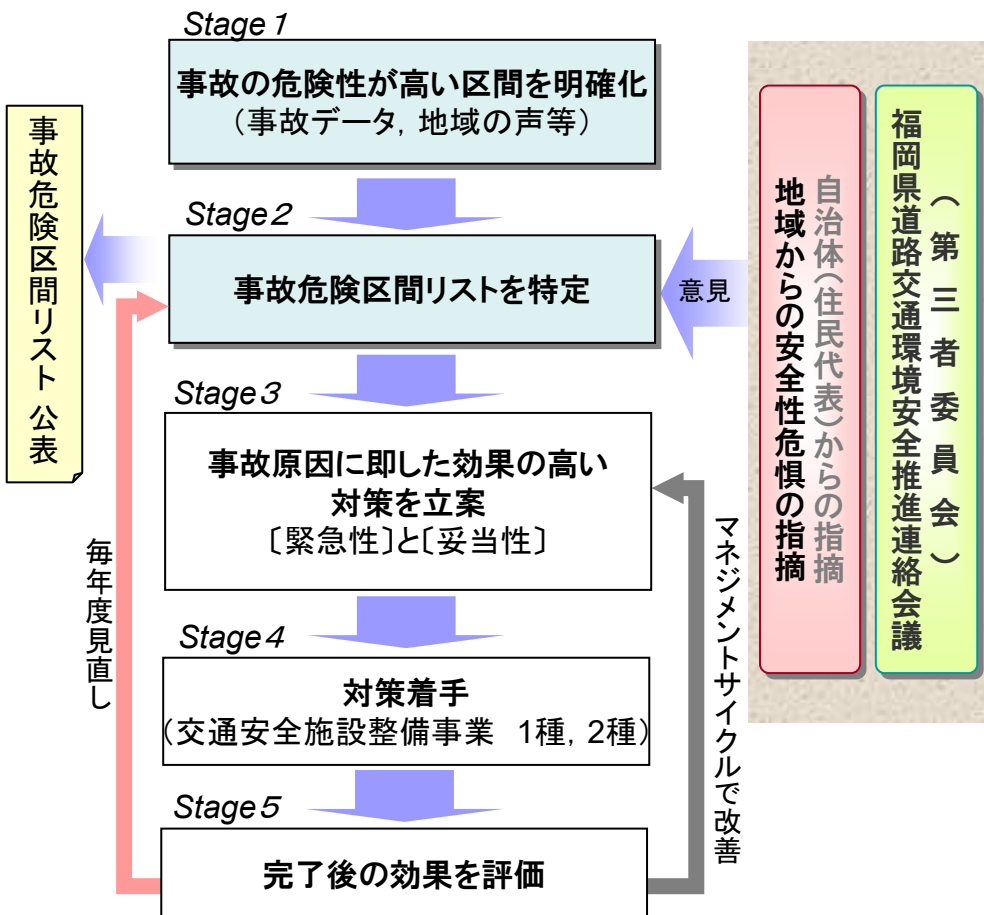 Stage 1
事故の危険性が高い区間を明確化
（事故データ，地域の声等）
Stage2
事故危険区間リストを特定
事故危険区間リスト 公表
意見
自治体（住民代表）からの指摘
地域からの安全性危惧の指摘
（第三者委員会）
福岡県道路交通環境安全推進連絡会議
Stage3
事故原因に即した効果の高い
対策を立案
〔緊急性〕と〔妥当性〕
Stage4
対策着手
（交通安全施設整備事業　1種，2種）
Stage5
完了後の効果を評価
毎年度見直し
マネジメントサイクルで改善